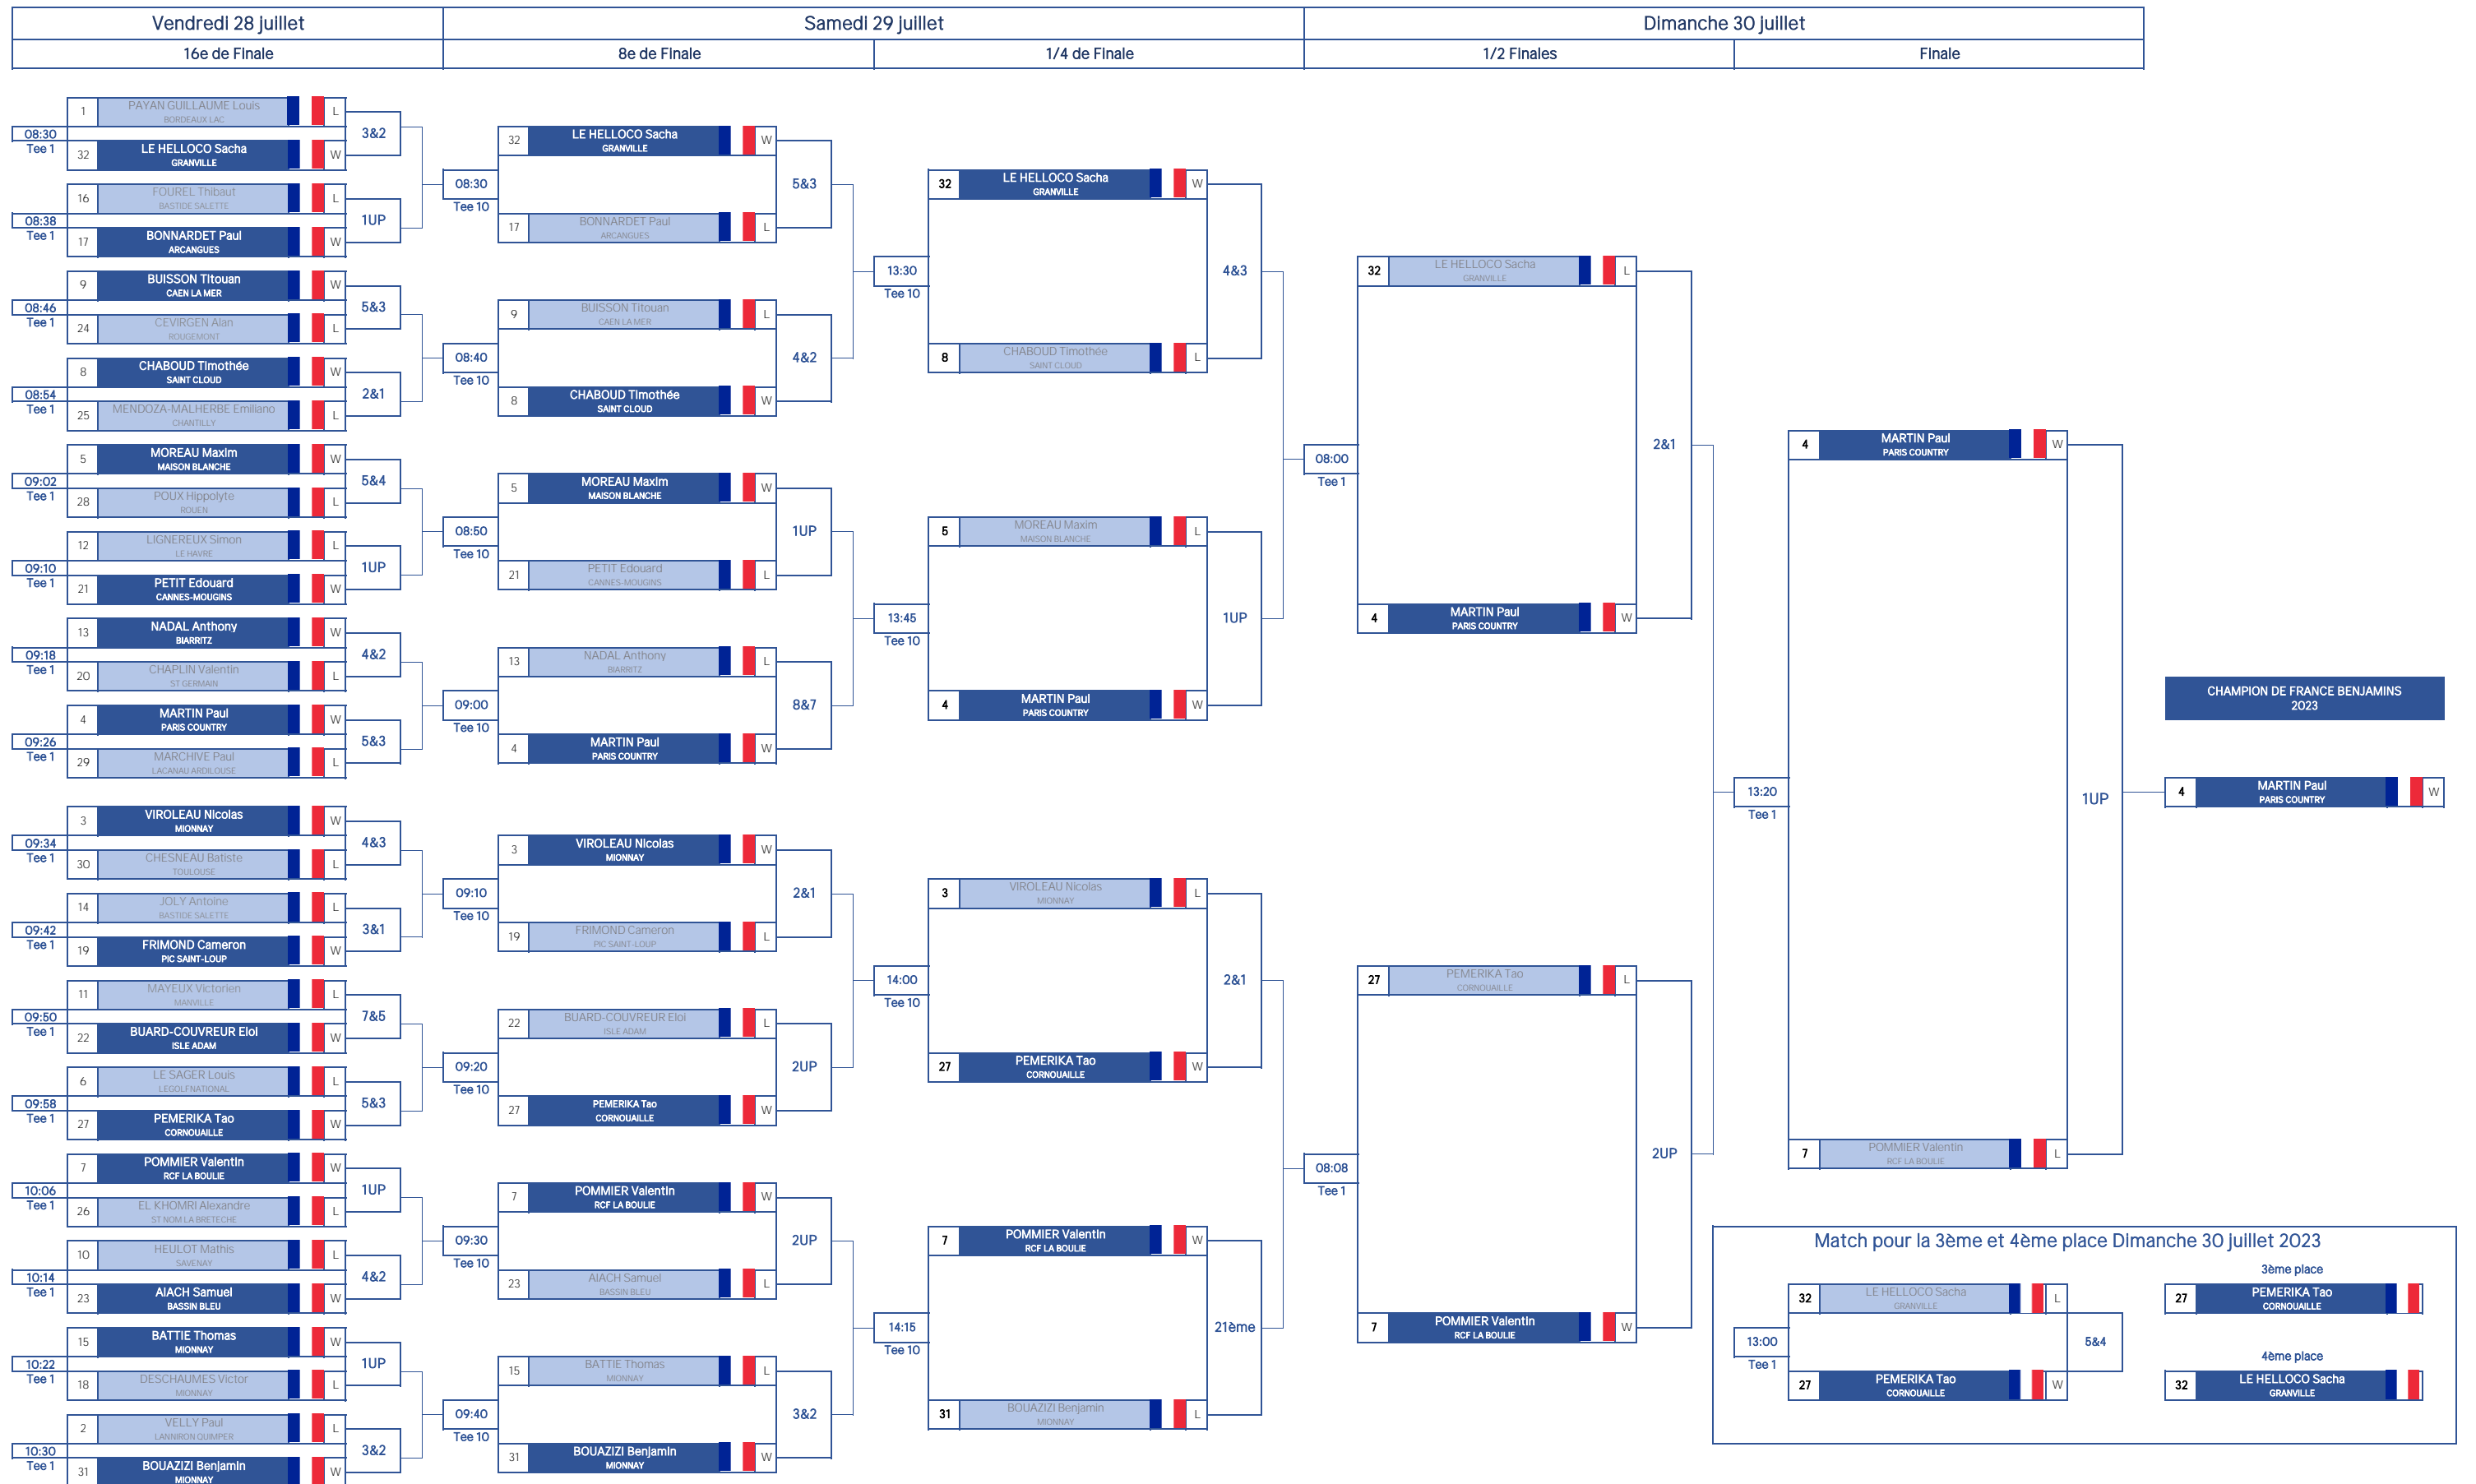 Vendredi 28 juillet
Samedi 29 juillet
Dimanche 30 juillet
16e de Finale
8e de Finale
1/4 de Finale
1/2 Finales
Finale
1
PAYAN GUILLAUME Louis
BORDEAUX LAC
L
08:30
Tee 1
3&2
32
LE HELLOCO Sacha
GRANVILLE
W
16
FOUREL Thibaut
BASTIDE SALETTE
L
08:38
Tee 1
1UP
17
BONNARDET Paul
ARCANGUES
W
9
BUISSON Titouan
CAEN LA MER
W
08:46
Tee 1
5&3
24
CEVIRGEN Alan
ROUGEMONT
L
8
CHABOUD Timothée
SAINT CLOUD
W
08:54
Tee 1
2&1
25
MENDOZA-MALHERBE Emiliano
CHANTILLY
L
5
MOREAU Maxim
MAISON BLANCHE
W
09:02
Tee 1
5&4
28
POUX Hippolyte
ROUEN
L
12
LIGNEREUX Simon
LE HAVRE
L
09:10
Tee 1
1UP
21
PETIT Edouard
CANNES-MOUGINS
W
13
NADAL Anthony
BIARRITZ
W
09:18
Tee 1
4&2
20
CHAPLIN Valentin
ST GERMAIN
L
4
MARTIN Paul
PARIS COUNTRY
W
09:26
Tee 1
5&3
29
MARCHIVE Paul
LACANAU ARDILOUSE
L
3
VIROLEAU Nicolas
MIONNAY
W
09:34
Tee 1
4&3
30
CHESNEAU Batiste
TOULOUSE
L
14
JOLY Antoine
BASTIDE SALETTE
L
09:42
Tee 1
3&1
19
FRIMOND Cameron
PIC SAINT-LOUP
W
11
MAYEUX Victorien
MANVILLE
L
09:50
Tee 1
7&5
22
BUARD-COUVREUR Eloi
ISLE ADAM
W
6
LE SAGER Louis
LEGOLFNATIONAL
L
09:58
Tee 1
5&3
27
PEMERIKA Tao
CORNOUAILLE
W
7
POMMIER Valentin
RCF LA BOULIE
W
10:06
Tee 1
1UP
26
EL KHOMRI Alexandre
ST NOM LA BRETECHE
L
10
HEULOT Mathis
SAVENAY
L
10:14
Tee 1
4&2
23
AIACH Samuel
BASSIN BLEU
W
15
BATTIE Thomas
MIONNAY
W
10:22
Tee 1
1UP
18
DESCHAUMES Victor
MIONNAY
L
2
VELLY Paul
LANNIRON QUIMPER
L
10:30
Tee 1
3&2
31
BOUAZIZI Benjamin
MIONNAY
W
32
LE HELLOCO Sacha
GRANVILLE
W
08:30
Tee 10
5&3
17
BONNARDET Paul
ARCANGUES
L
9
BUISSON Titouan
CAEN LA MER
L
08:40
Tee 10
4&2
8
CHABOUD Timothée
SAINT CLOUD
W
5
MOREAU Maxim
MAISON BLANCHE
W
08:50
Tee 10
1UP
21
PETIT Edouard
CANNES-MOUGINS
L
13
NADAL Anthony
BIARRITZ
L
09:00
Tee 10
8&7
4
MARTIN Paul
PARIS COUNTRY
W
3
VIROLEAU Nicolas
MIONNAY
W
09:10
Tee 10
2&1
19
FRIMOND Cameron
PIC SAINT-LOUP
L
22
BUARD-COUVREUR Eloi
ISLE ADAM
L
09:20
Tee 10
2UP
27
PEMERIKA Tao
CORNOUAILLE
W
7
POMMIER Valentin
RCF LA BOULIE
W
09:30
Tee 10
2UP
23
AIACH Samuel
BASSIN BLEU
L
15
BATTIE Thomas
MIONNAY
L
09:40
Tee 10
3&2
31
BOUAZIZI Benjamin
MIONNAY
W
32
LE HELLOCO Sacha
GRANVILLE
W
13:30
Tee 10
4&3
8
CHABOUD Timothée
SAINT CLOUD
L
5
MOREAU Maxim
MAISON BLANCHE
L
13:45
Tee 10
1UP
4
MARTIN Paul
PARIS COUNTRY
W
3
VIROLEAU Nicolas
MIONNAY
L
14:00
Tee 10
2&1
27
PEMERIKA Tao
CORNOUAILLE
W
7
POMMIER Valentin
RCF LA BOULIE
W
14:15
Tee 10
21ème
31
BOUAZIZI Benjamin
MIONNAY
L
32
LE HELLOCO Sacha
GRANVILLE
L
08:00
Tee 1
2&1
4
MARTIN Paul
PARIS COUNTRY
W
27
PEMERIKA Tao
CORNOUAILLE
L
08:08
Tee 1
2UP
7
POMMIER Valentin
RCF LA BOULIE
W
4
MARTIN Paul
PARIS COUNTRY
W
13:20
Tee 1
1UP
7
POMMIER Valentin
RCF LA BOULIE
L
CHAMPION DE FRANCE BENJAMINS
2023
4
MARTIN Paul
PARIS COUNTRY
W
Match pour la 3ème et 4ème place Dimanche 30 juillet 2023
32
LE HELLOCO Sacha
GRANVILLE
L
13:00
Tee 1
5&4
27
PEMERIKA Tao
CORNOUAILLE
W
3ème place
27
PEMERIKA Tao
CORNOUAILLE
4ème place
32
LE HELLOCO Sacha
GRANVILLE